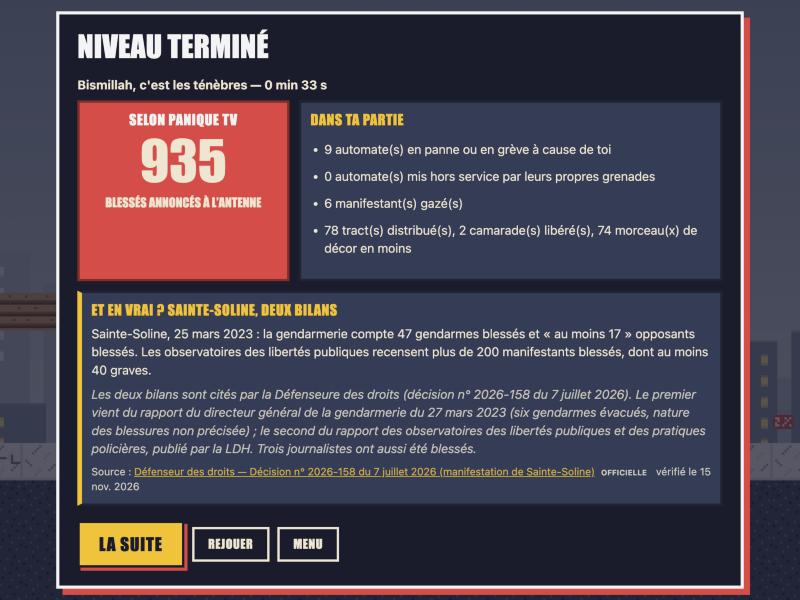 NIVEAU TERMINÉ
Bismillah, c'est les ténèbres — 0 min 33 s
SELON PANIQUE TV
935
BLESSÉS ANNONCÉS À L'ANTENNE
DANS TA PARTIE
• 9 automate(s) en panne ou en grève à cause de toi
• 0 automate(s) mis hors service par leurs propres grenades
• 6 manifestant(s) gazé(s)
• 78 tract(s) distribué(s), 2 camarade(s) libéré(s), 74 morceau(x) de
décor en moins
ET EN VRAI ? SAINTE-SOLINE, DEUX BILANS
Sainte-Soline, 25 mars 2023 : la gendarmerie compte 47 gendarmes blessés et « au moins 17 » opposants
blessés. Les observatoires des libertés publiques recensent plus de 200 manifestants blessés, dont au moins
40 graves.
Les deux bilans sont cités par la Défenseure des droits (décision n° 2026-158 du 7 juillet 2026). Le premier
vient du rapport du directeur général de la gendarmerie du 27 mars 2023 (six gendarmes évacués, nature
des blessures non précisée) ; le second du rapport des observatoires des libertés publiques et des pratiques
policières, publié par la LDH. Trois journalistes ont aussi été blessés.
Source : Défenseur des droits — Décision n° 2026-158 du 7 juillet 2026 (manifestation de Sainte-Soline) OFFICIELLE vérifié le 15
nov. 2026
LA SUITE
REJOUER
MENU